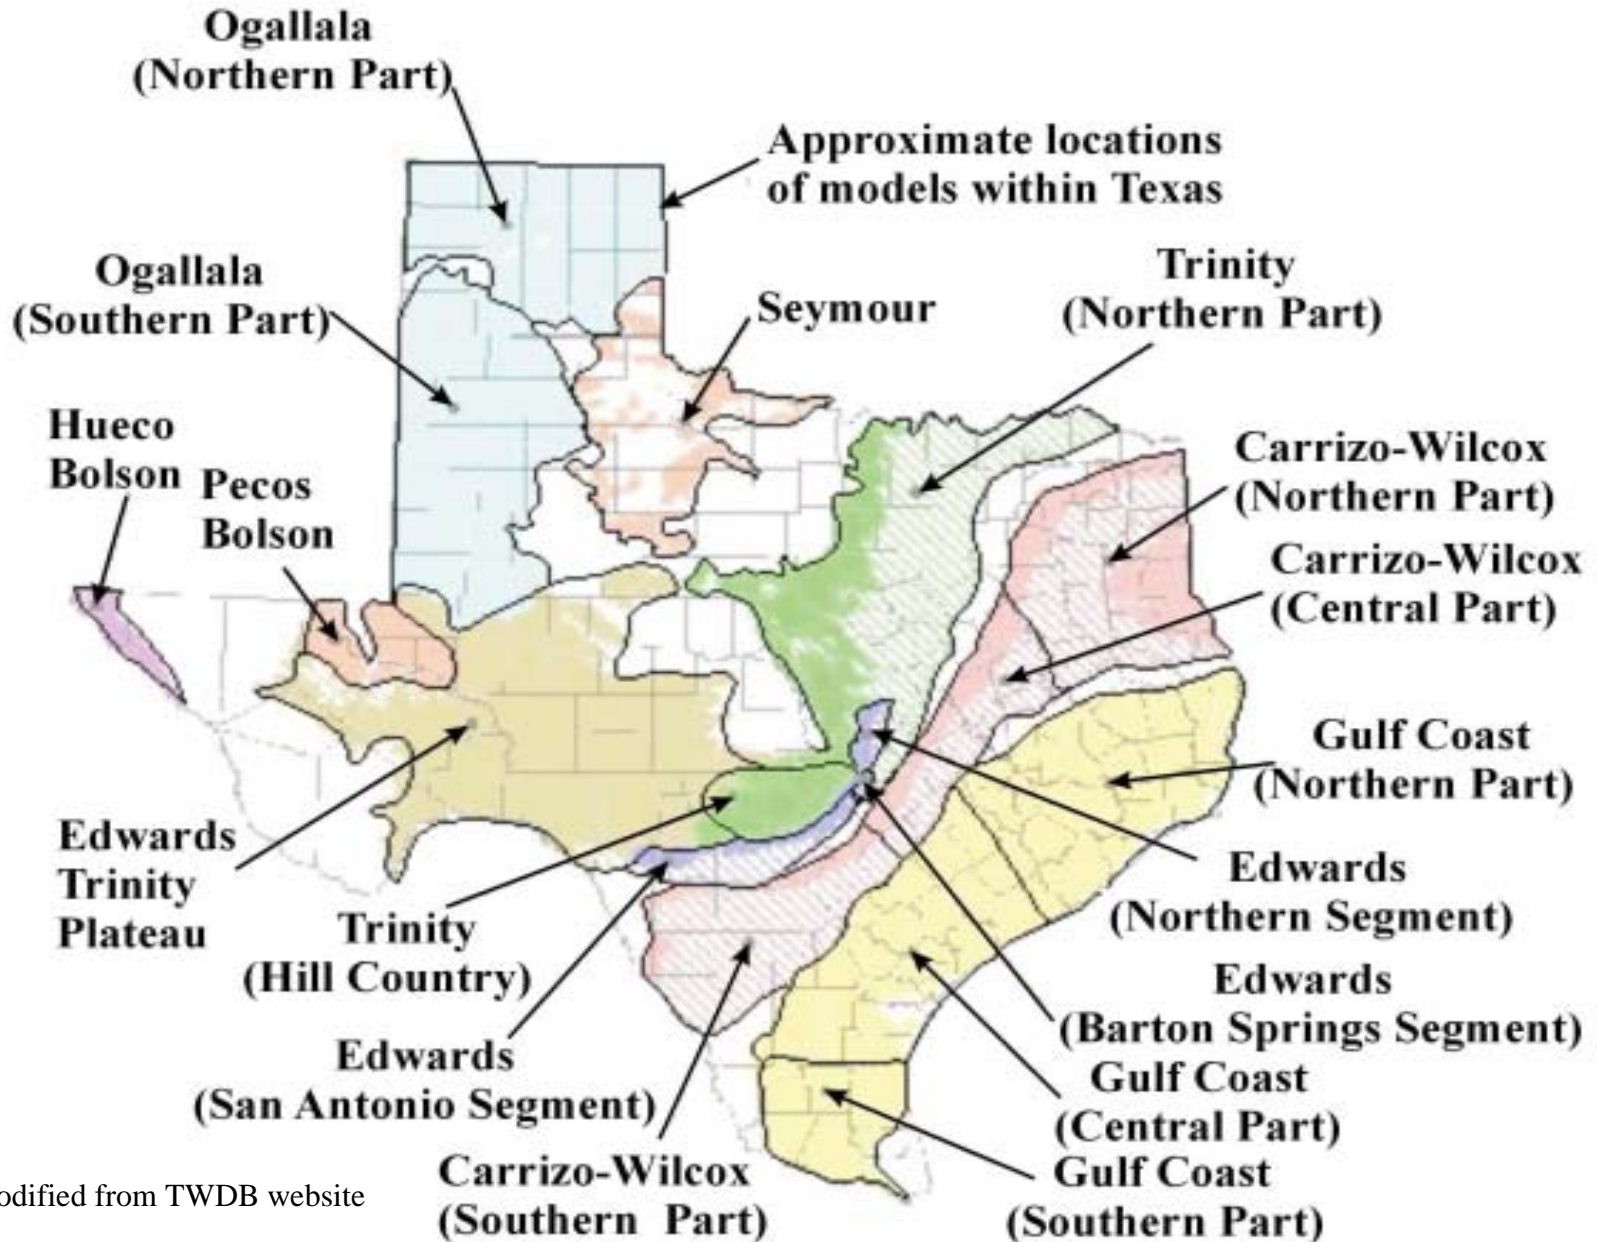 Ogallala
(Northern Part)
Approximate locations
of models within Texas
Ogallala
(Southern Part)
Seymour
Trinity
(Northern Part)
Hueco
Bolson
Pecos
Bolson
Carrizo-Wilcox
(Northern Part)
Carrizo-Wilcox
(Central Part)
Gulf Coast
(Northern Part)
Edwards
Trinity
Plateau
Edwards
(Northern Segment)
Trinity
(Hill Country)
Edwards
(Barton Springs Segment)
Edwards
(San Antonio Segment)
Gulf Coast
(Central Part)
Carrizo-Wilcox
(Southern Part)
Gulf Coast
(Southern Part)
odified from TWDB website